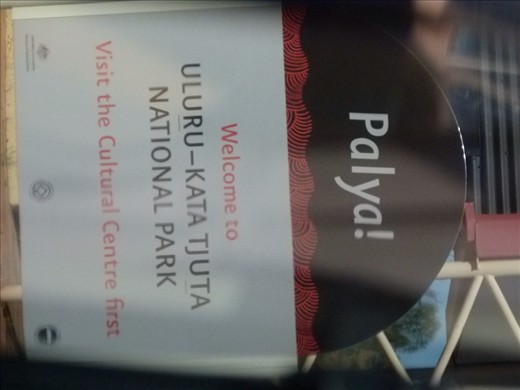 Palya!
Welcome to
ULURU–KATA TJUTA
NATIONAL PARK
Visit the Cultural Centre first